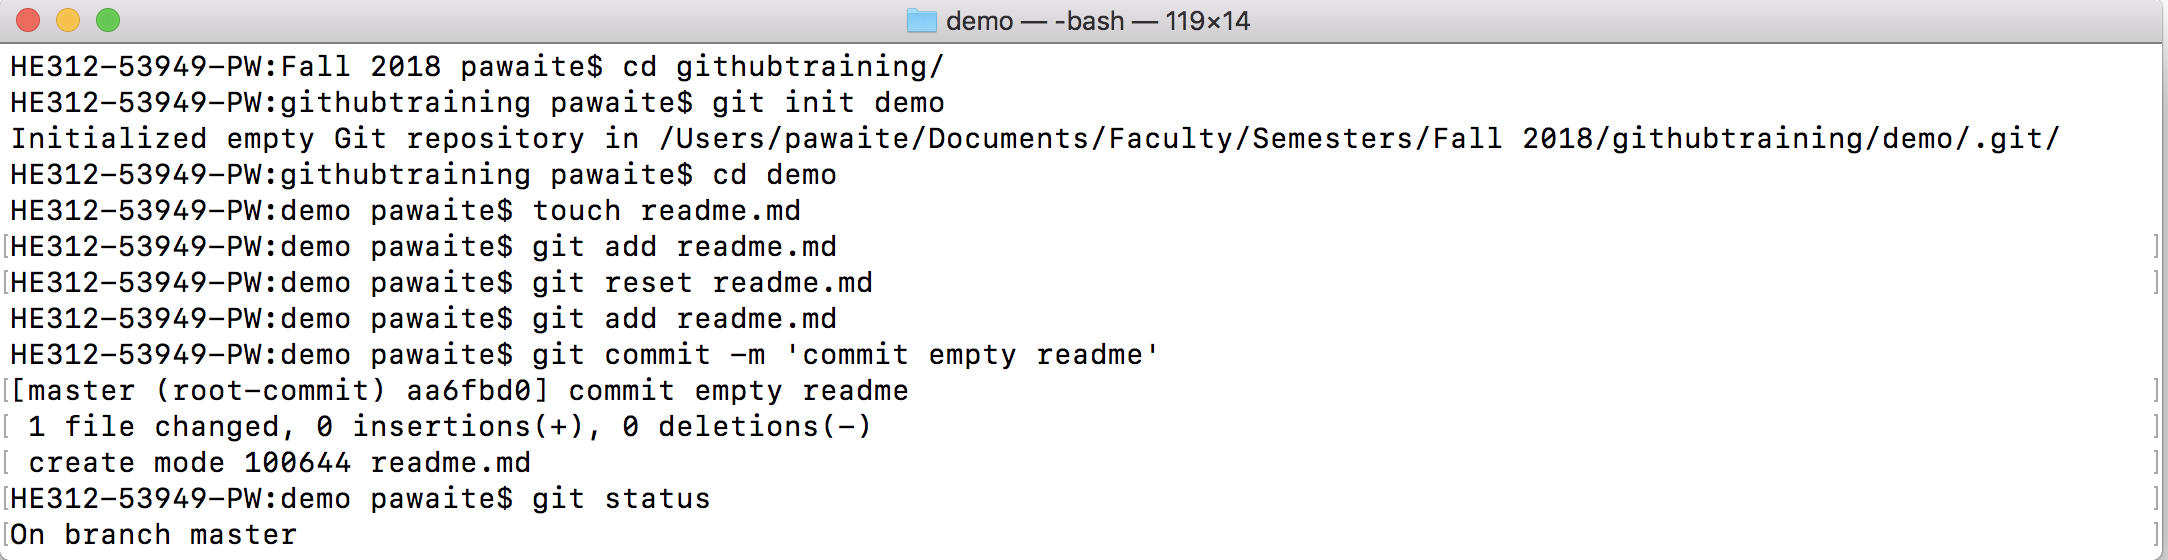 demo — -bash — 119×14
HE312-53949-PW:Fall 2018 pawaite$ cd githubtraining/
HE312-53949-PW:githubtraining pawaite$ git init demo
Initialized empty Git repository in /Users/pawaite/Documents/Faculty/Semesters/Fall 2018/githubtraining/demo/.git/
HE312-53949-PW:githubtraining pawaite$ cd demo
HE312-53949-PW:demo pawaite$ touch readme.md
HE312-53949-PW:demo pawaite$ git add readme.md
HE312-53949-PW:demo pawaite$ git reset readme.md
HE312-53949-PW:demo pawaite$ git add readme.md
HE312-53949-PW:demo pawaite$ git commit -m 'commit empty readme'
[master (root-commit) aa6fbd0] commit empty readme
 1 file changed, 0 insertions(+), 0 deletions(-)
 create mode 100644 readme.md
HE312-53949-PW:demo pawaite$ git status
On branch master